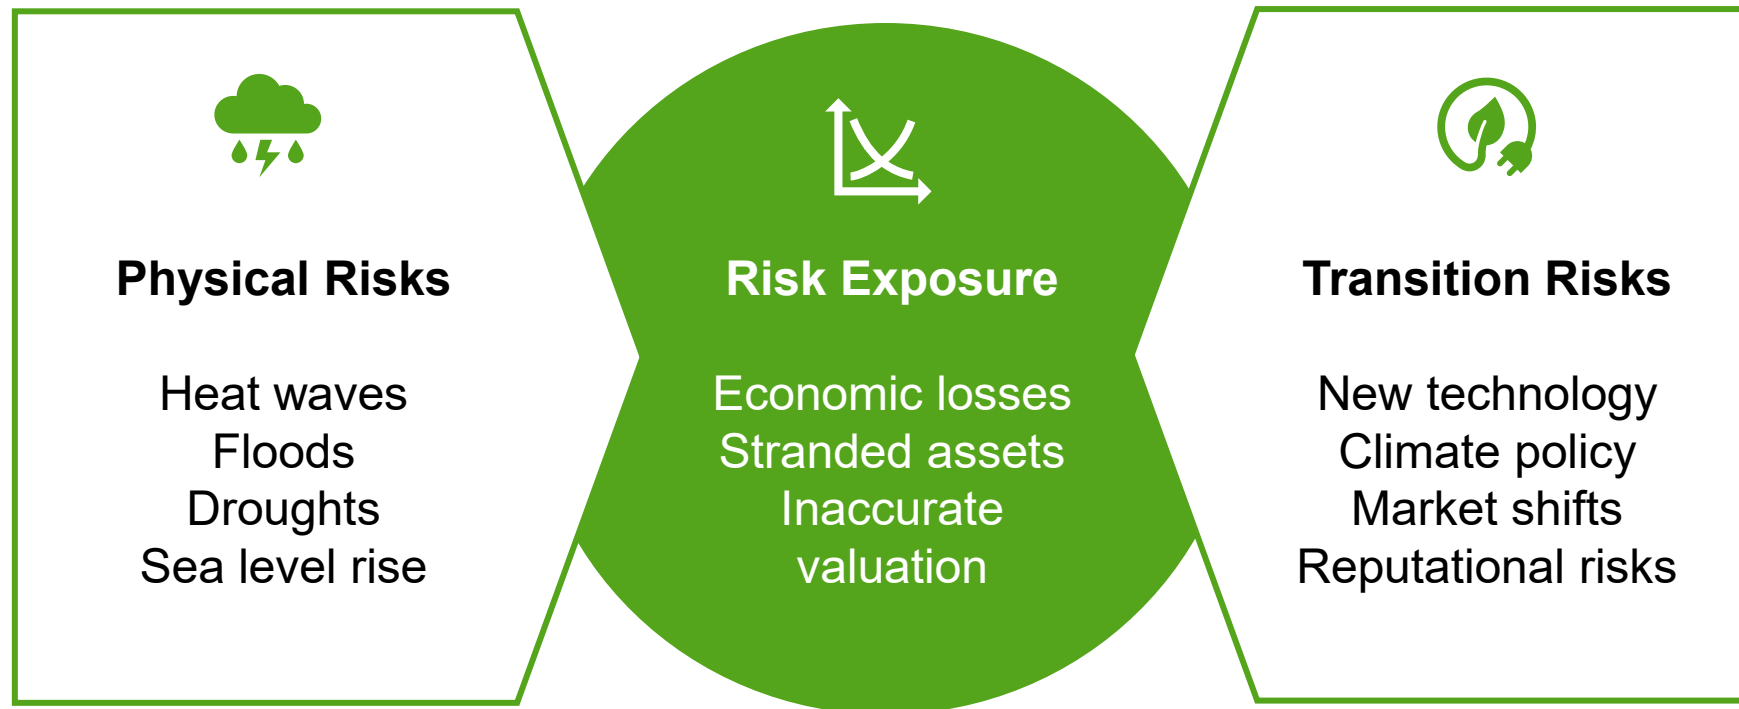 Physical Risks
Heat waves
Floods
Droughts
Sea level rise
Risk Exposure
Economic losses
Stranded assets
Inaccurate
valuation
Transition Risks
New technology
Climate policy
Market shifts
Reputational risks